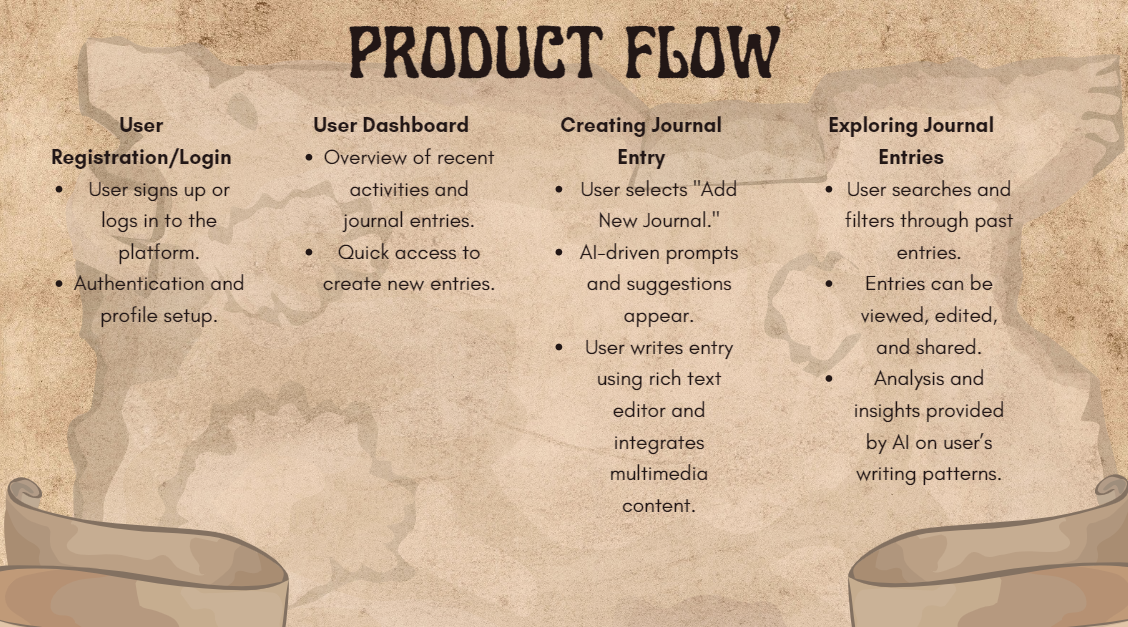 PRODUCT FLOW
User
Registration/Login
• User signs up or
logs in to the
platform.
• Authentication and
profile setup.
User Dashboard
• Overview of recent
activities and
journal entries.
• Quick access to
create new entries.
Creating Journal
Entry
• User selects "Add
New Journal."
• AI-driven prompts
and suggestions
appear.
• User writes entry
using rich text
editor and
integrates
multimedia
content.
Exploring Journal
Entries
• User searches and
filters through past
entries.
• Entries can be
viewed, edited,
and shared.
• Analysis and
insights provided
by AI on user’s
writing patterns.